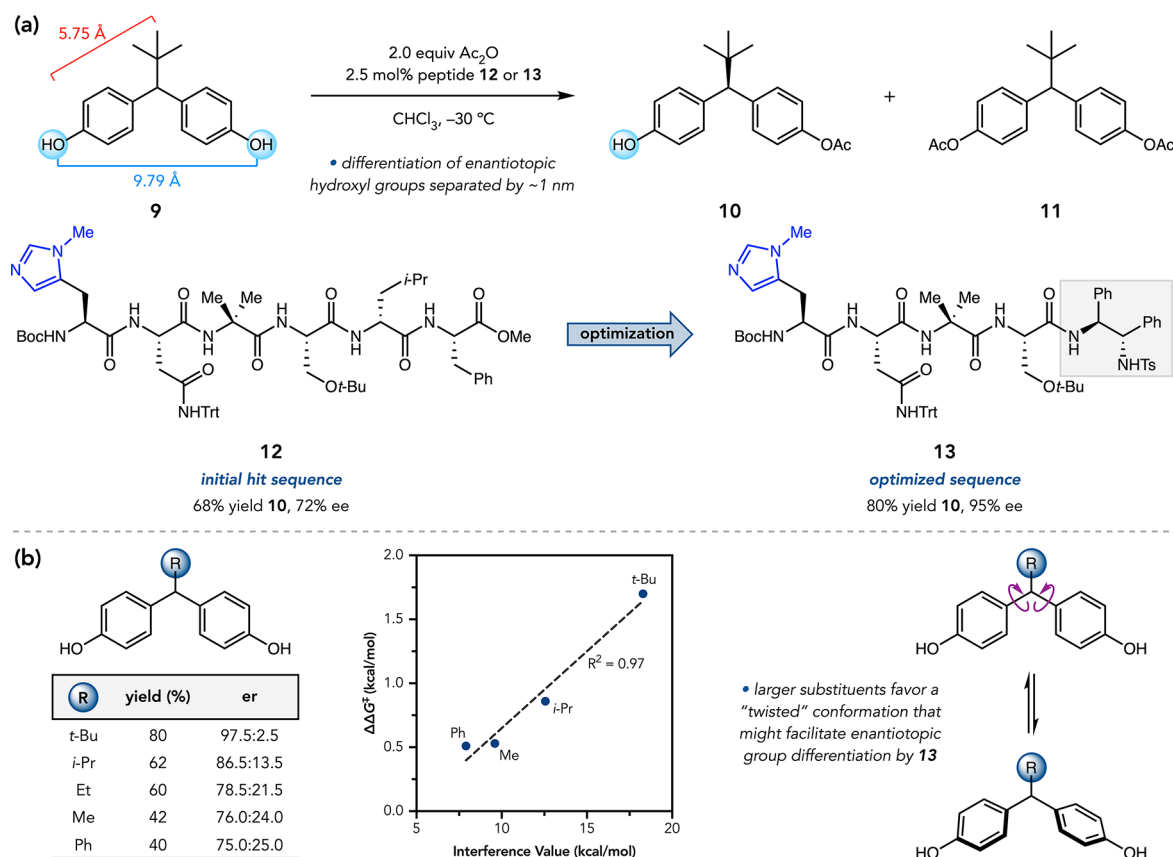 (a)
5.75 Å
HO
OH
9.79 Å
9
2.0 equiv Ac2O
2.5 mol% peptide 12 or 13
CHCl3, –30 ºC
• differentiation of enantiotopic
hydroxyl groups separated by ~1 nm
HO
OAc
10
+
AcO
OAc
11
Me
N
N
BocHN
O
H
N
O
NHTrt
O
N
H
Me
Me
O
H
N
Ot-Bu
O
N
H
i-Pr
O
H
N
Ph
O
OMe
12
initial hit sequence
68% yield 10, 72% ee
optimization
Me
N
N
BocHN
O
H
N
O
NHTrt
O
N
H
Me
Me
O
H
N
Ot-Bu
O
N
H
Ph
Ph
NHTs
13
optimized sequence
80% yield 10, 95% ee
(b)
R
HO
OH
R yield (%) er
t-Bu 80 97.5:2.5
i-Pr 62 86.5:13.5
Et 60 78.5:21.5
Me 42 76.0:24.0
Ph 40 75.0:25.0
ΔΔG‡ (kcal/mol)
2.0
1.5
1.0
0.5
0.0
t-Bu
R2 = 0.97
i-Pr
Ph
Me
5 10 15 20
Interference Value (kcal/mol)
• larger substituents favor a
“twisted” conformation that
might facilitate enantiotopic
group differentiation by 13
R
HO
OH
R
HO
OH